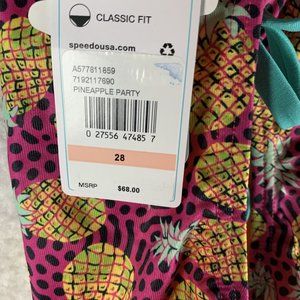 CLASSIC FIT
speedousa.com
A577811859
7192117690
PINEAPPLE PARTY
0 27556 47485 7
28
MSRP $68.00